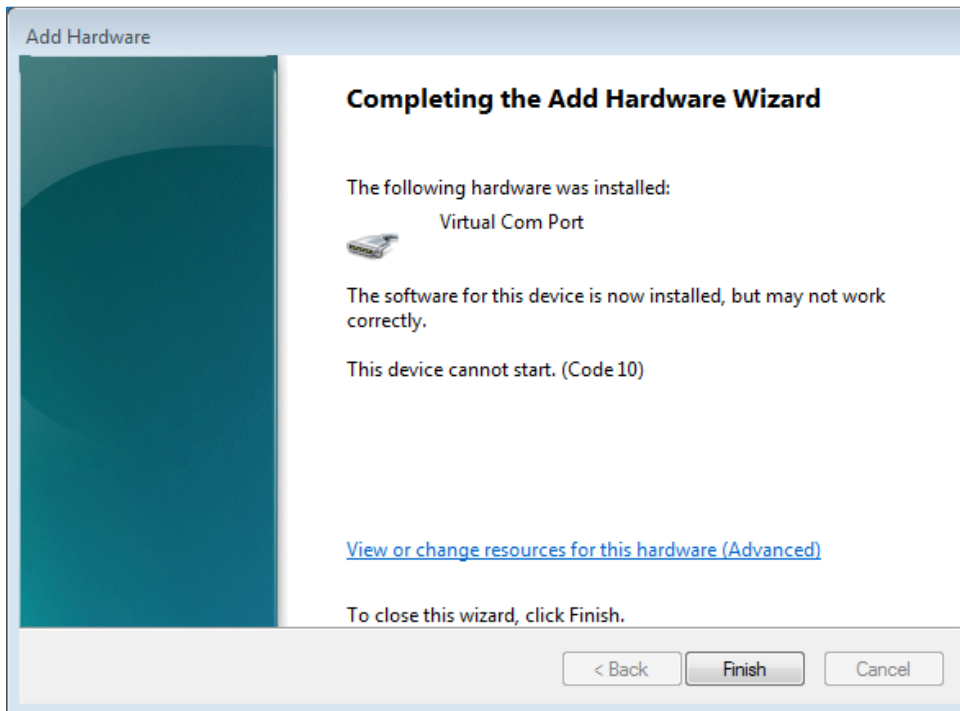 Add Hardware
Completing the Add Hardware Wizard
The following hardware was installed:
Virtual Com Port
The software for this device is now installed, but may not work
correctly.
This device cannot start. (Code 10)
View or change resources for this hardware (Advanced)
To close this wizard, click Finish.
< Back
Finish
Cancel